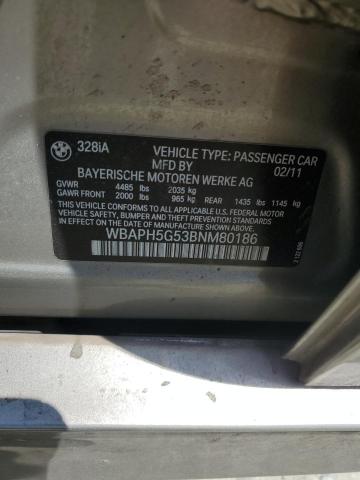 BMW
328iA
VEHICLE TYPE: PASSENGER CAR
MFD BY 02/11
BAYERISCHE MOTOREN WERKE AG
GVWR 4485 lbs 2035 kg
GAWR FRONT 2000 lbs 965 kg REAR 1435 lbs 1145 kg
THIS VEHICLE CONFORMS TO ALL APPLICABLE U.S. FEDERAL MOTOR
VEHICLE SAFETY, BUMPER, AND THEFT PREVENTION STANDARDS
IN EFFECT ON THE DATE OF MANUFACTURE SHOWN ABOVE.
WBAPH5G53BNM80186